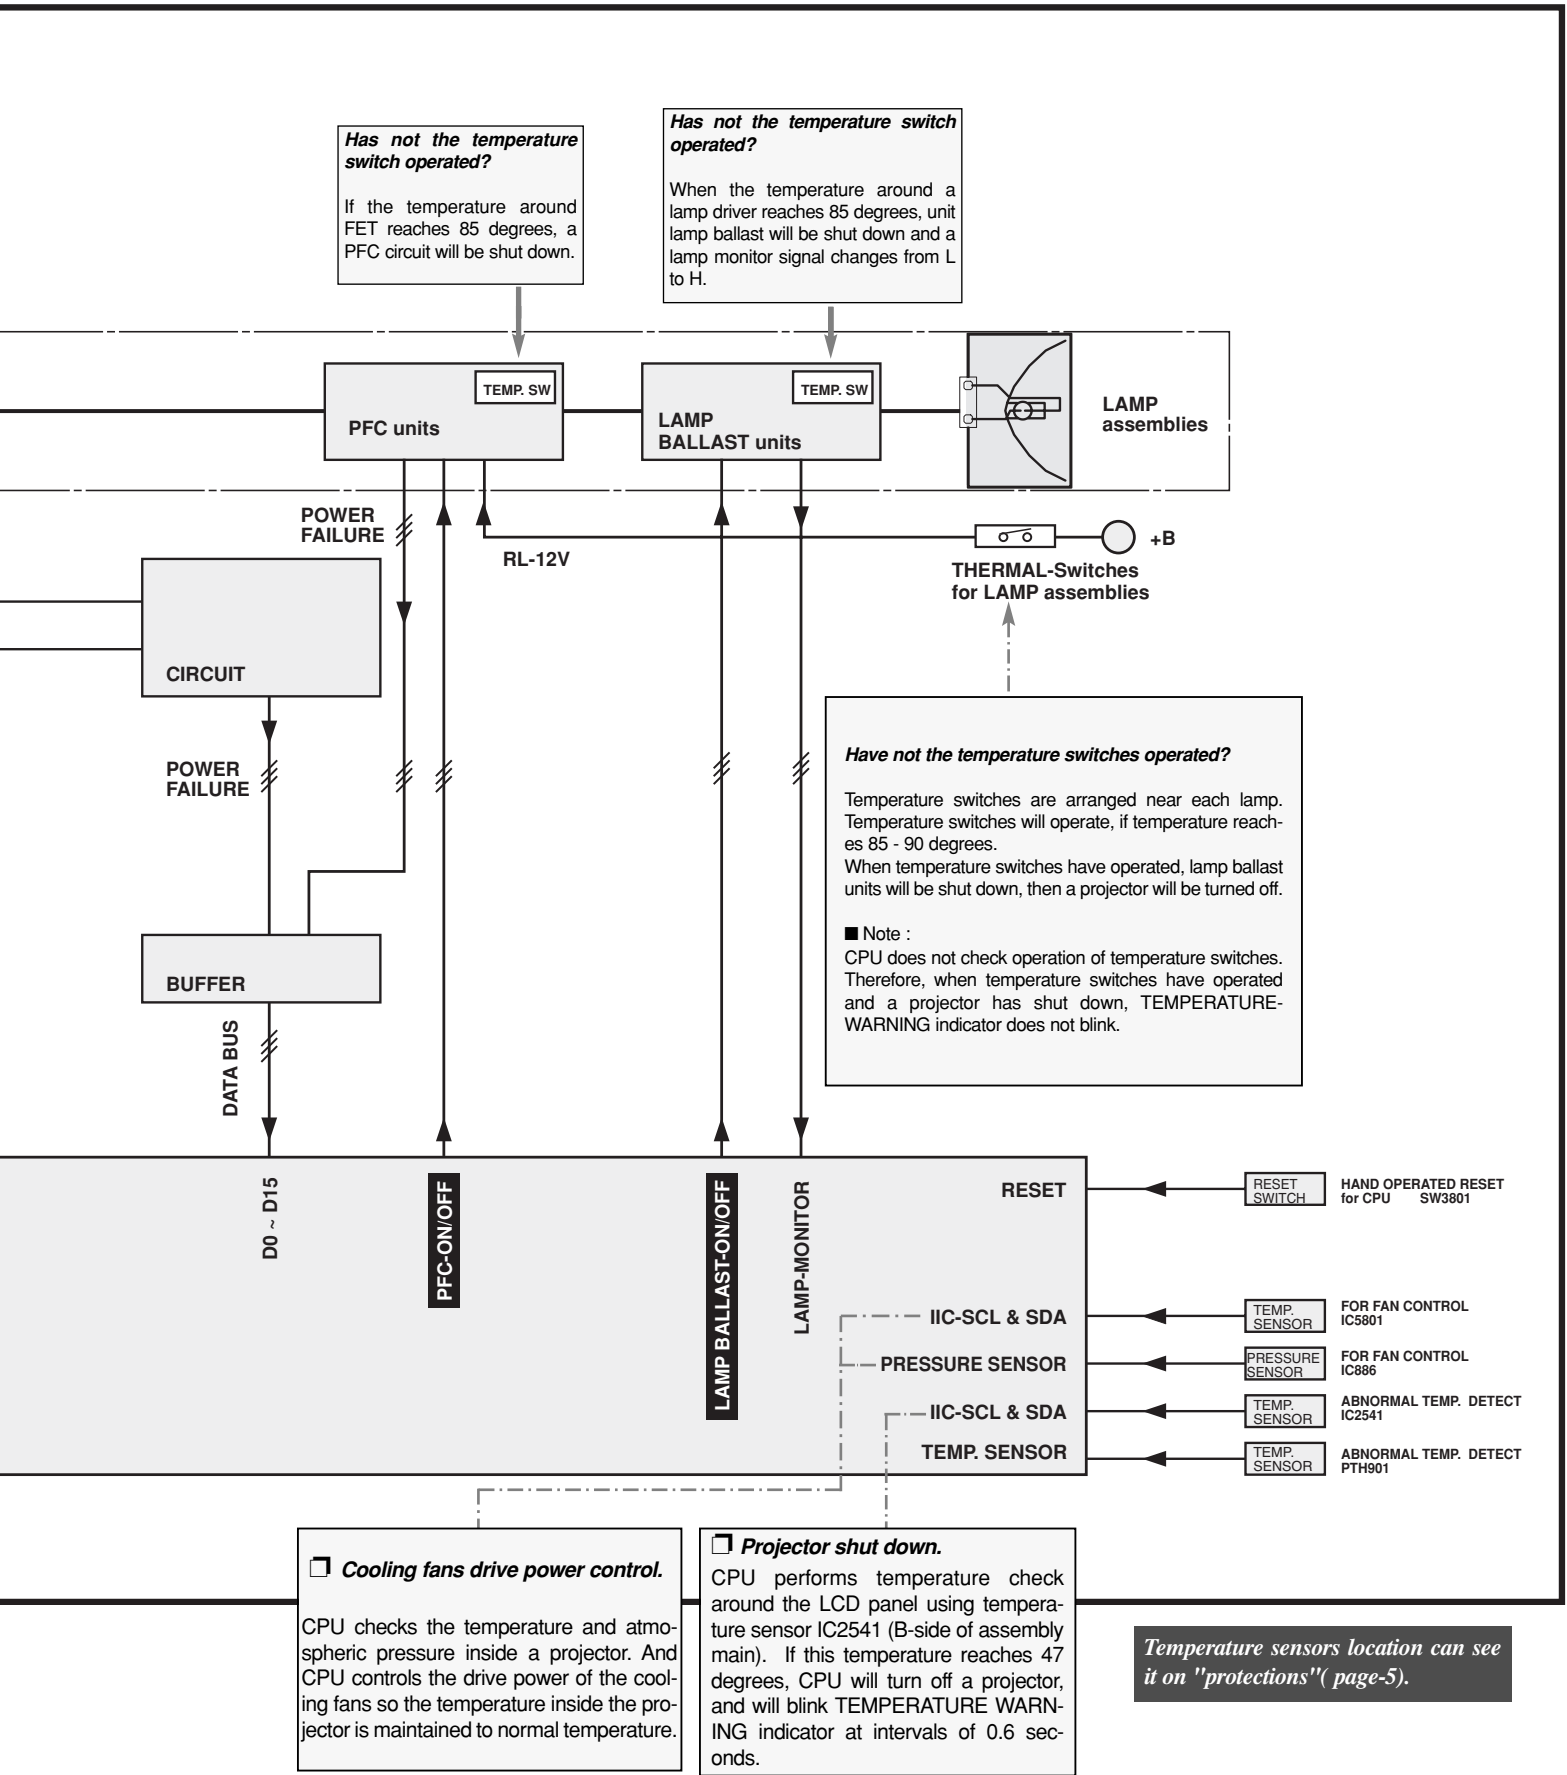 Has not the temperature
switch operated?
If the temperature around
FET reaches 85 degrees, a
PFC circuit will be shut down.
Has not the temperature switch
operated?
When the temperature around a
lamp driver reaches 85 degrees, unit
lamp ballast will be shut down and a
lamp monitor signal changes from L
to H.
TEMP. SW
PFC units
TEMP. SW
LAMP
BALLAST units
LAMP
assemblies
POWER
FAILURE
RL-12V
+B
THERMAL-Switches
for LAMP assemblies
CIRCUIT
POWER
FAILURE
Have not the temperature switches operated?
Temperature switches are arranged near each lamp.
Temperature switches will operate, if temperature reach-
es 85 - 90 degrees.
When temperature switches have operated, lamp ballast
units will be shut down, then a projector will be turned off.
■ Note :
CPU does not check operation of temperature switches.
Therefore, when temperature switches have operated
and a projector has shut down, TEMPERATURE-
WARNING indicator does not blink.
BUFFER
DATA BUS
D0 ~ D15
PFC-ON/OFF
LAMP BALLAST-ON/OFF
LAMP-MONITOR
RESET
RESET
SWITCH
HAND OPERATED RESET
for CPU SW3801
IIC-SCL & SDA
TEMP.
SENSOR
FOR FAN CONTROL
IC5801
PRESSURE SENSOR
PRESSURE
SENSOR
FOR FAN CONTROL
IC886
IIC-SCL & SDA
TEMP.
SENSOR
ABNORMAL TEMP. DETECT
IC2541
TEMP. SENSOR
TEMP.
SENSOR
ABNORMAL TEMP. DETECT
PTH901
❒ Cooling fans drive power control.
CPU checks the temperature and atmo-
spheric pressure inside a projector. And
CPU controls the drive power of the cool-
ing fans so the temperature inside the pro-
jector is maintained to normal temperature.
❒ Projector shut down.
CPU performs temperature check
around the LCD panel using tempera-
ture sensor IC2541 (B-side of assembly
main). If this temperature reaches 47
degrees, CPU will turn off a projector,
and will blink TEMPERATURE WARN-
ING indicator at intervals of 0.6 sec-
onds.
Temperature sensors location can see
it on "protections"( page-5).